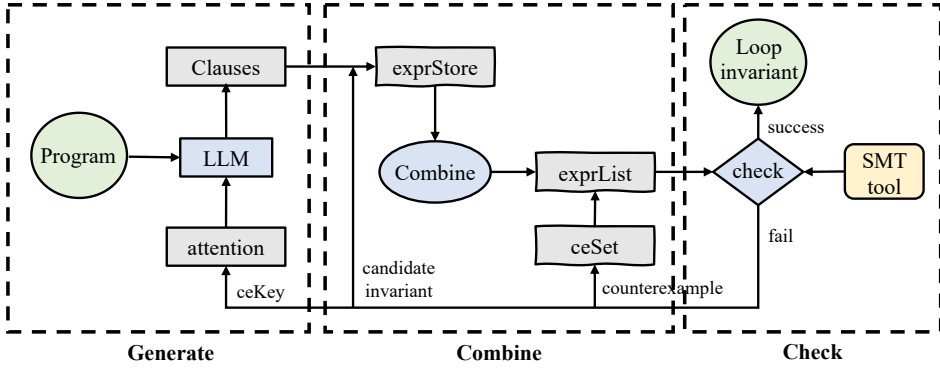 Clauses
exprStore
Loop
invariant
success
Program
LLM
Combine
exprList
check
SMT
tool
attention
ceSet
fail
ceKey
candidate
invariant
counterexample
Generate
Combine
Check